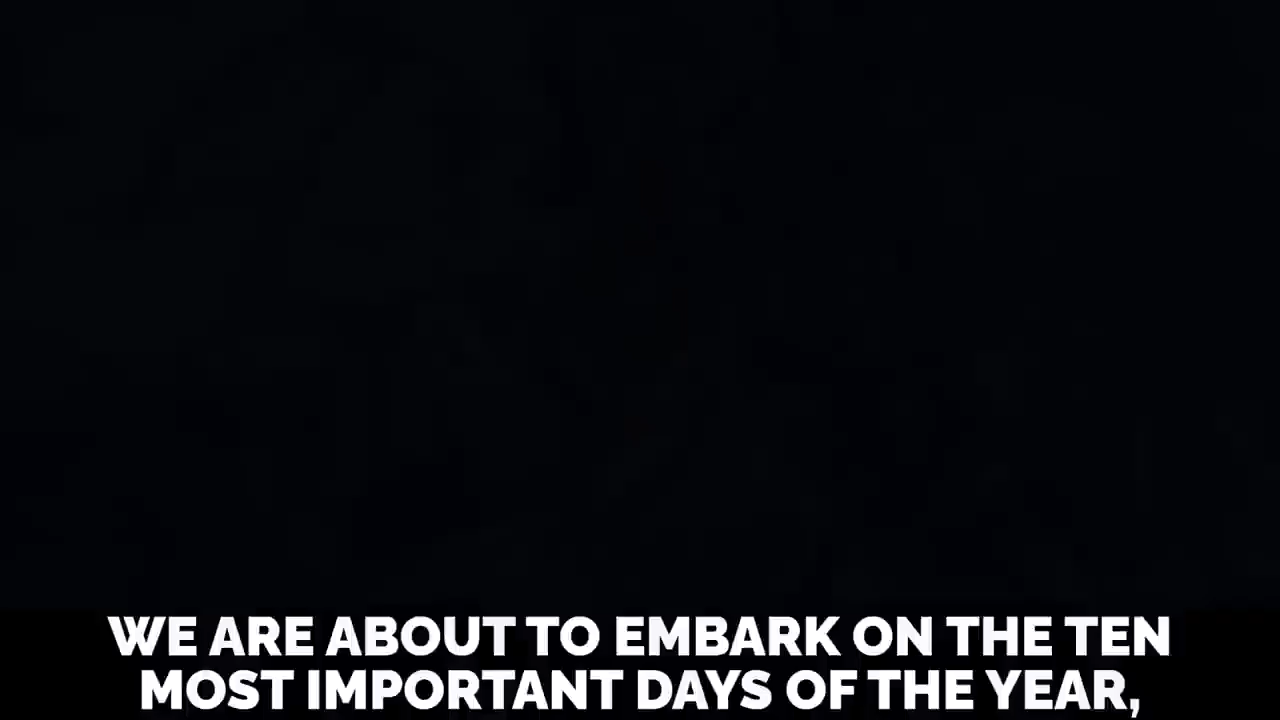 WE ARE ABOUT TO EMBARK ON THE TEN
MOST IMPORTANT DAYS OF THE YEAR,